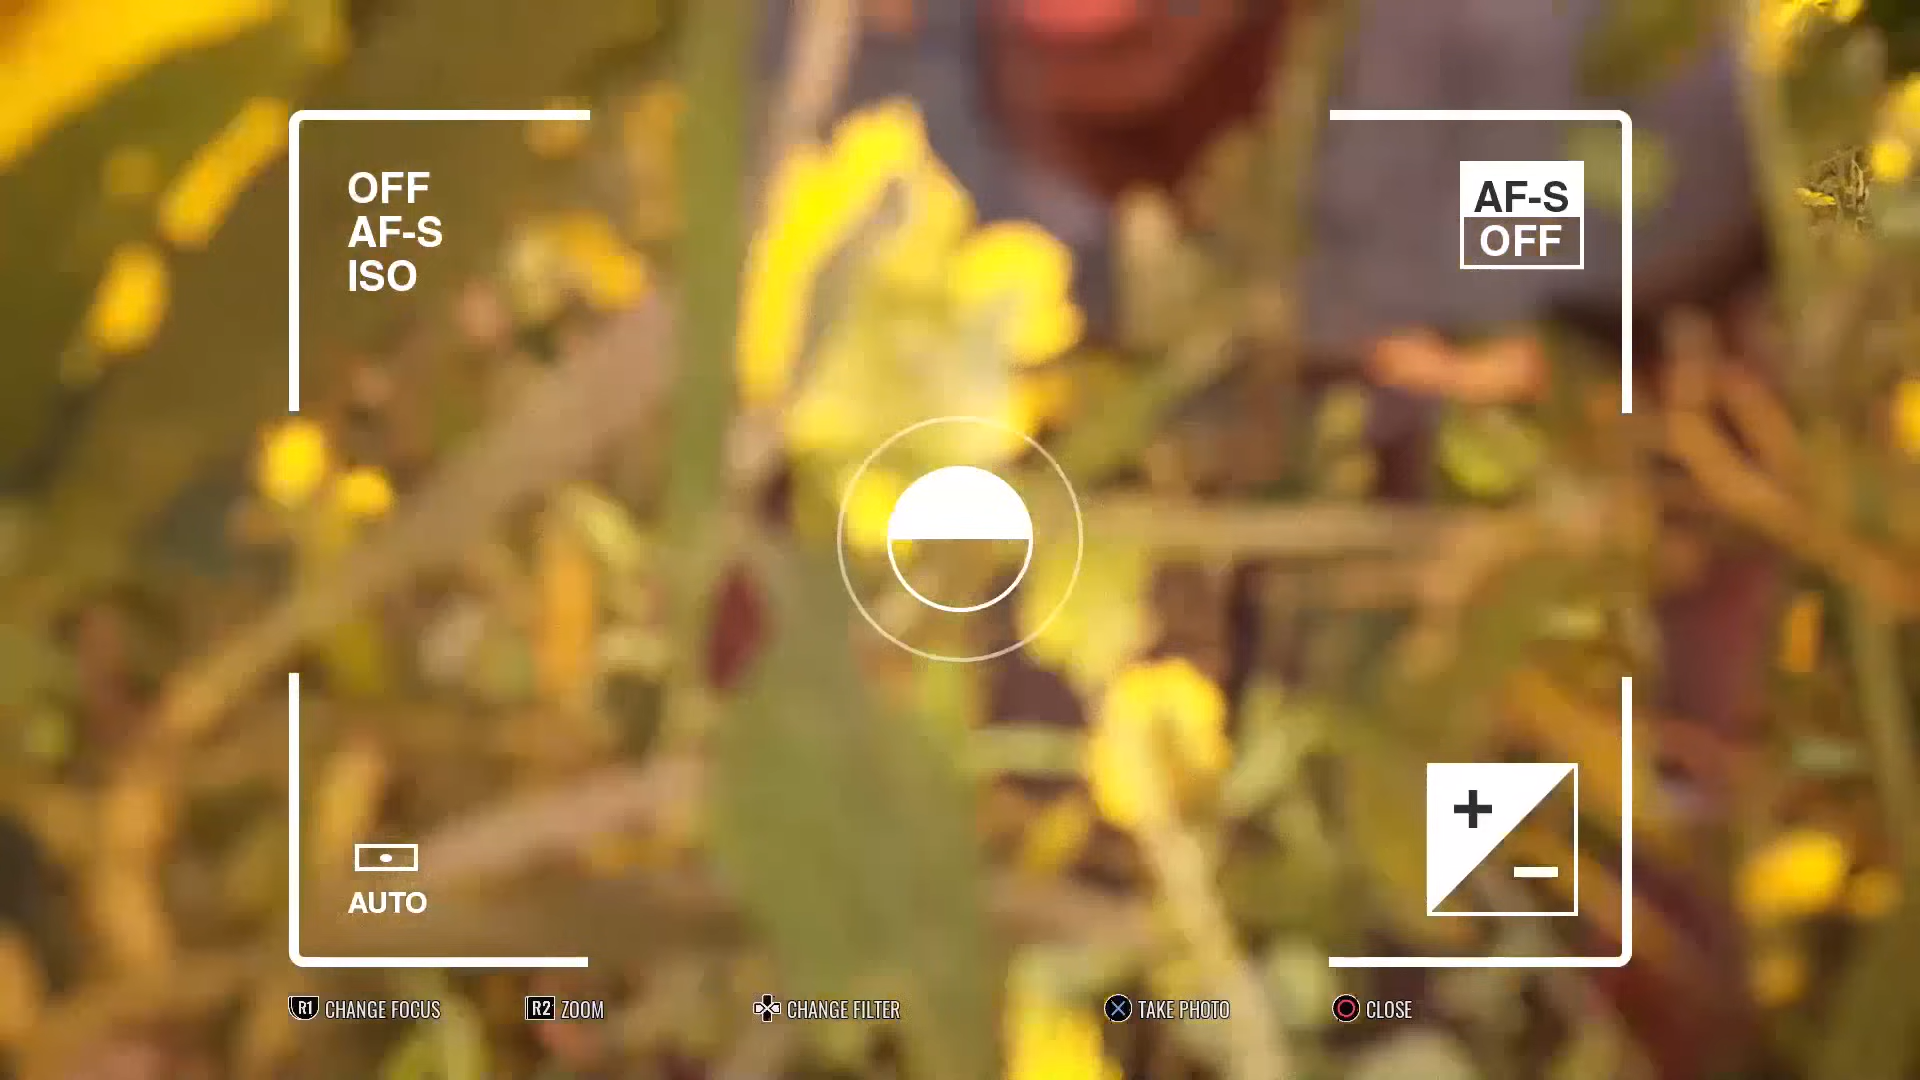 OFF
AF-S
ISO
AF-S
OFF
+
−
AUTO
R1 CHANGE FOCUS
R2 ZOOM
CHANGE FILTER
TAKE PHOTO
CLOSE